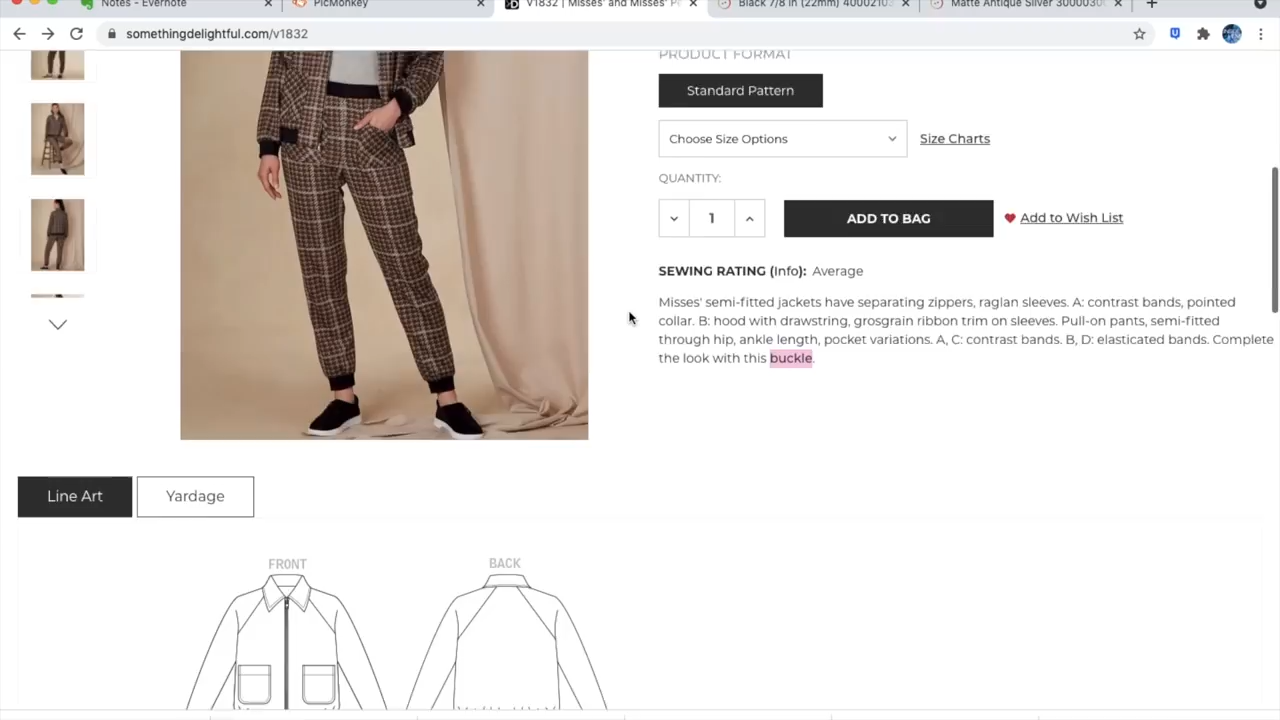 Notes - Evernote
PicMonkey
V1832 | Misses' and Misses' Pe
Black 7/8 in (22mm) 40002103
Matte Antique Silver 30000300
somethingdelightful.com/v1832
PRODUCT FORMAT
Standard Pattern
Choose Size Options
Size Charts
QUANTITY:
1
ADD TO BAG
Add to Wish List
SEWING RATING (Info): Average
Misses' semi-fitted jackets have separating zippers, raglan sleeves. A: contrast bands, pointed
collar. B: hood with drawstring, grosgrain ribbon trim on sleeves. Pull-on pants, semi-fitted
through hip, ankle length, pocket variations. A, C: contrast bands. B, D: elasticated bands. Complete
the look with this buckle.
Line Art
Yardage
FRONT
BACK